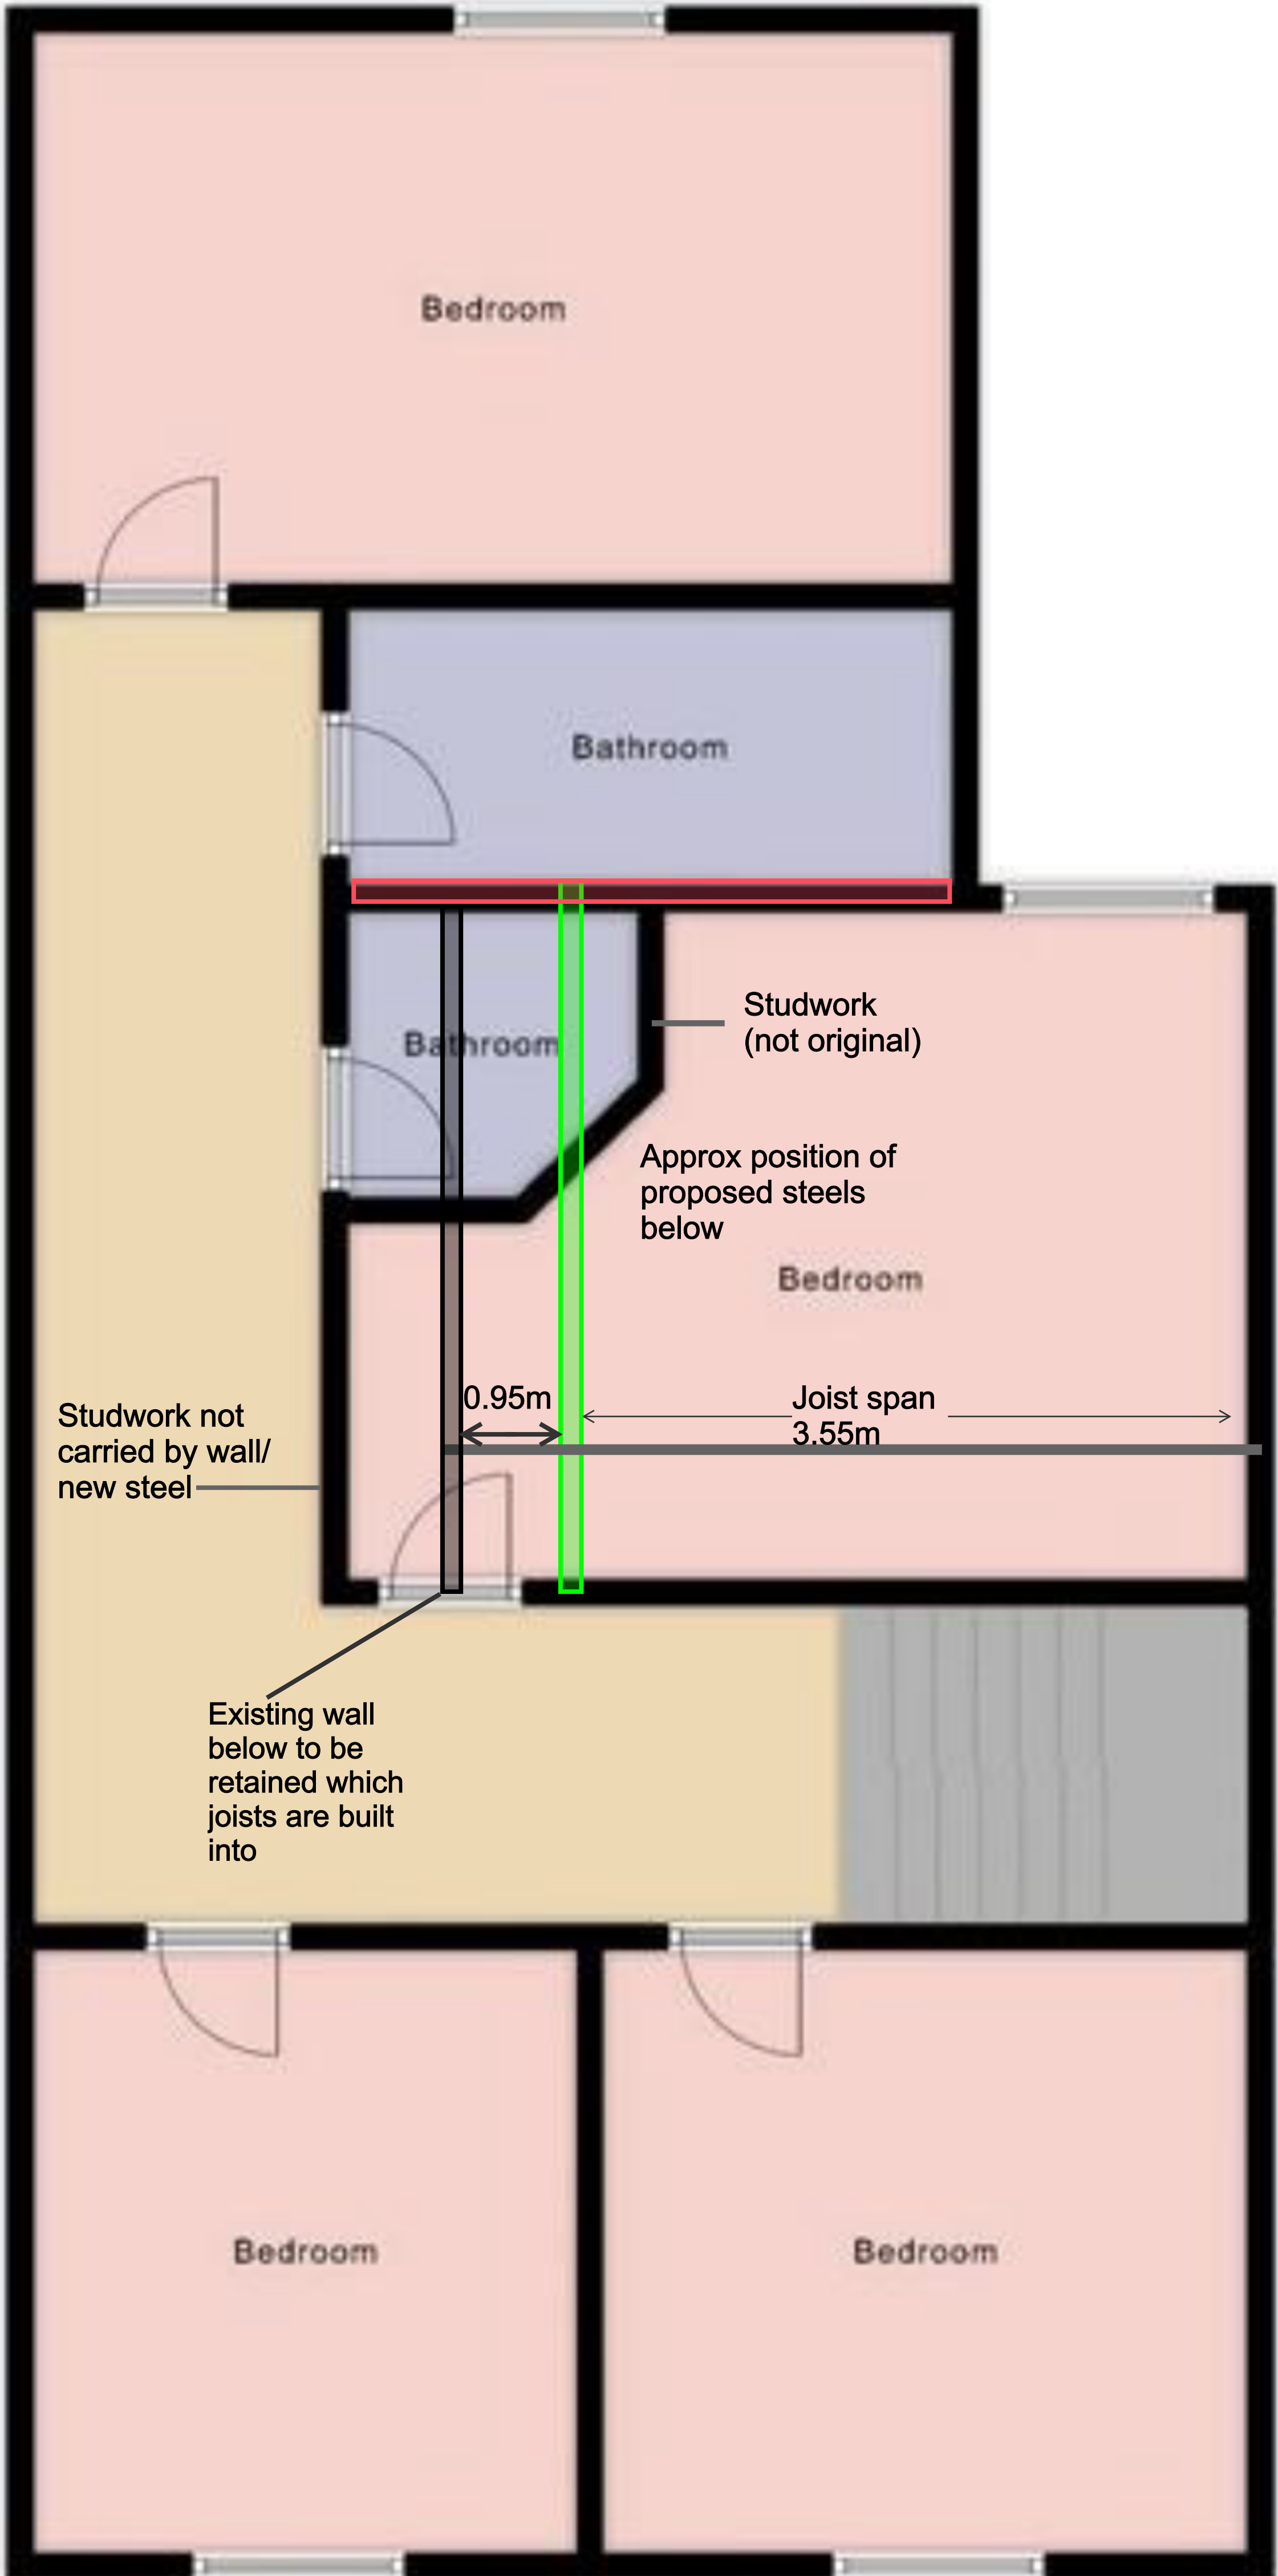 Bedroom
Bathroom
Bathroom
Studwork
(not original)
Approx position of
proposed steels
below
Bedroom
0.95m
Joist span
3.55m
Studwork not
carried by wall/
new steel
Existing wall
below to be
retained which
joists are built
into
Bedroom
Bedroom